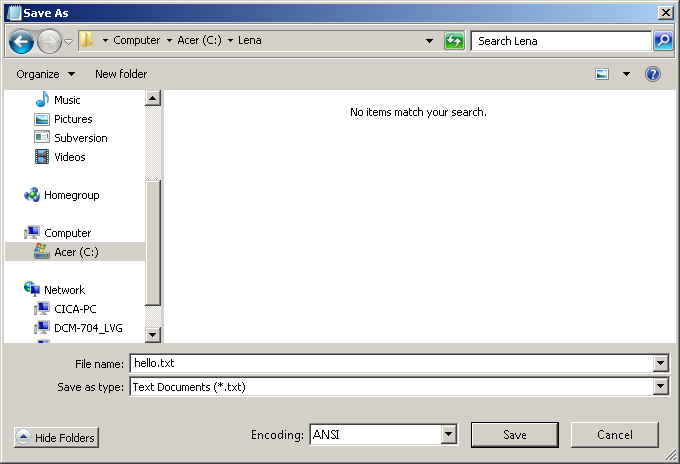 Save As
Computer Acer (C:) Lena Search Lena
Organize New folder
Music
Pictures
Subversion
Videos
Homegroup
Computer
Acer (C:)
Network
CICA-PC
DCM-704_LVG
No items match your search.
File name: hello.txt
Save as type: Text Documents (*.txt)
Hide Folders Encoding: ANSI Save Cancel